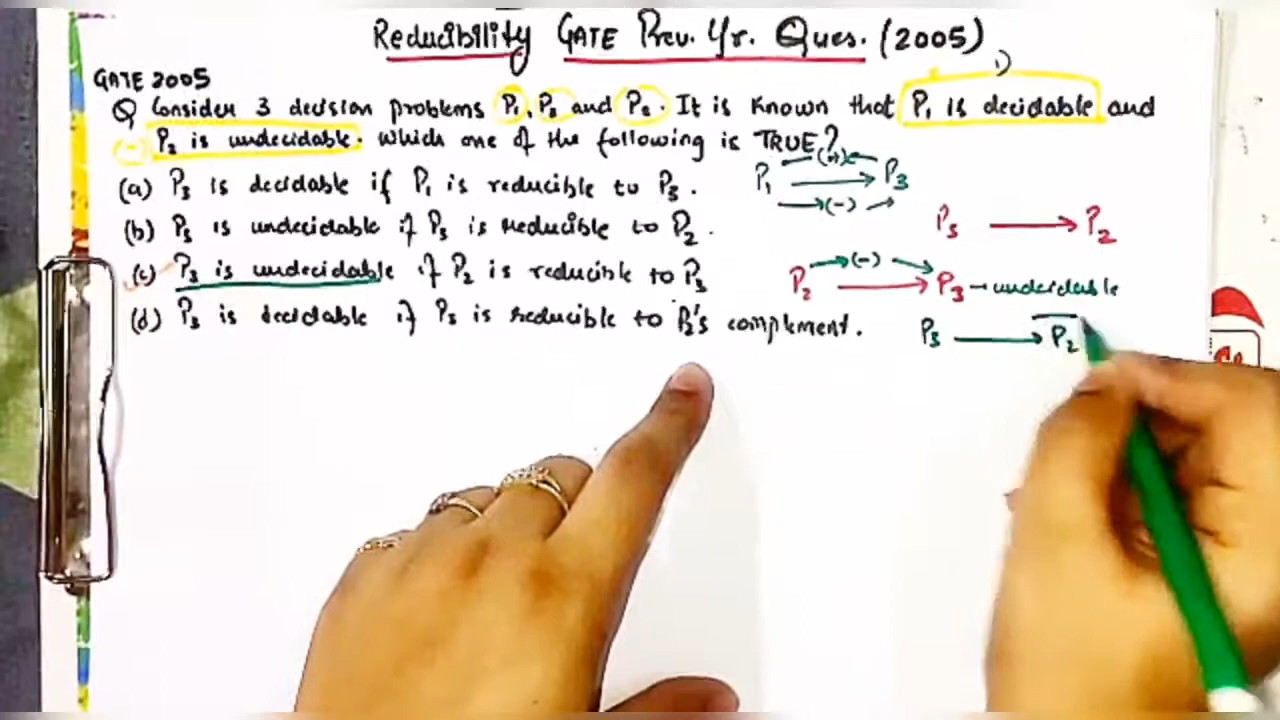 Reducibility GATE Prev. Yr. Ques. (2005)
GATE 2005
Q Consider 3 decision problems P1, P2 and P3. It is known that P1 is decidable and
P2 is undecidable. Which one of the following is TRUE?
(a) P3 is decidable if P1 is reducible to P3.
(b) P3 is undecidable if P3 is reducible to P2.
(c) P3 is undecidable if P2 is reducible to P3
(d) P3 is decidable if P3 is reducible to P2's complement.
P1 → P3
→(-)→
P3 → P2
→(-)→
P2 → P3 - undecidable
P3 → P2